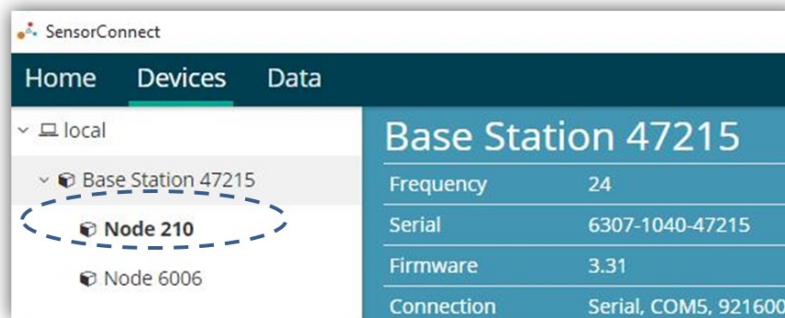 SensorConnect
Home Devices Data
local
Base Station 47215
Node 210
Node 6006
Base Station 47215
Frequency 24
Serial 6307-1040-47215
Firmware 3.31
Connection Serial, COM5, 921600